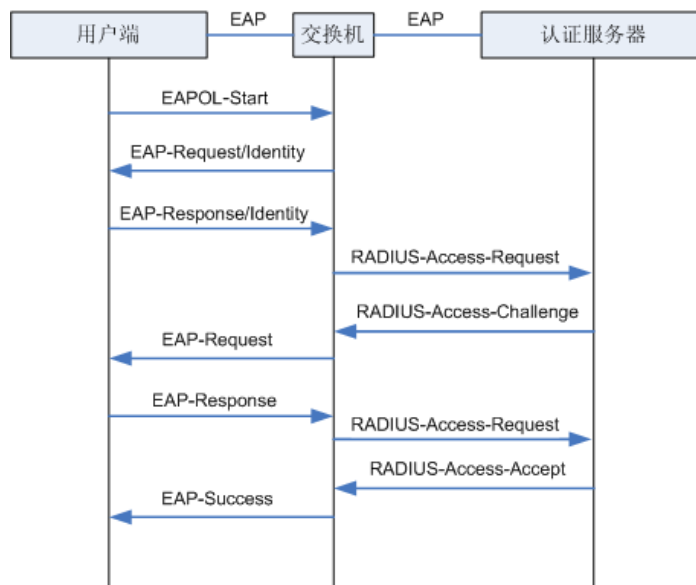 EAP
EAP
用户端
交换机
认证服务器
EAPOL-Start
EAP-Request/Identity
EAP-Response/Identity
RADIUS-Access-Request
RADIUS-Access-Challenge
EAP-Request
EAP-Response
RADIUS-Access-Request
RADIUS-Access-Accept
EAP-Success